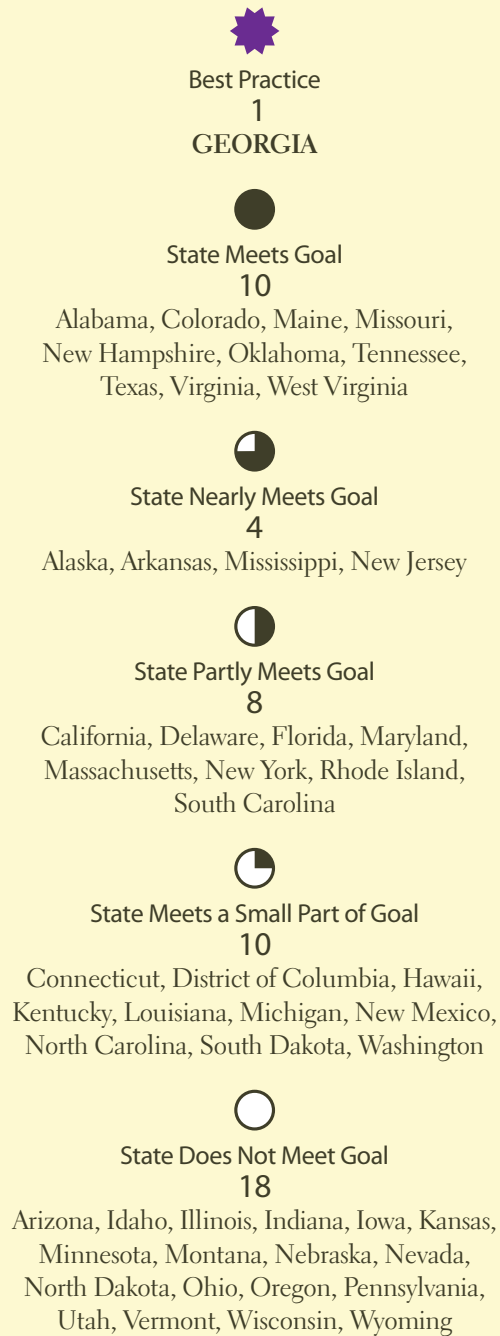 Best Practice
1
GEORGIA
State Meets Goal
10
Alabama, Colorado, Maine, Missouri,
New Hampshire, Oklahoma, Tennessee,
Texas, Virginia, West Virginia
State Nearly Meets Goal
4
Alaska, Arkansas, Mississippi, New Jersey
State Partly Meets Goal
8
California, Delaware, Florida, Maryland,
Massachusetts, New York, Rhode Island,
South Carolina
State Meets a Small Part of Goal
10
Connecticut, District of Columbia, Hawaii,
Kentucky, Louisiana, Michigan, New Mexico,
North Carolina, South Dakota, Washington
State Does Not Meet Goal
18
Arizona, Idaho, Illinois, Indiana, Iowa, Kansas,
Minnesota, Montana, Nebraska, Nevada,
North Dakota, Ohio, Oregon, Pennsylvania,
Utah, Vermont, Wisconsin, Wyoming